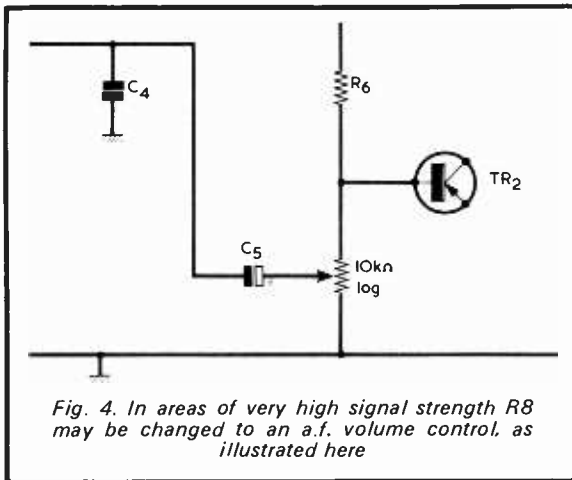 C4
R6
TR2
C5
10kΩ
log
Fig. 4. In areas of very high signal strength R8
may be changed to an a.f. volume control, as
illustrated here